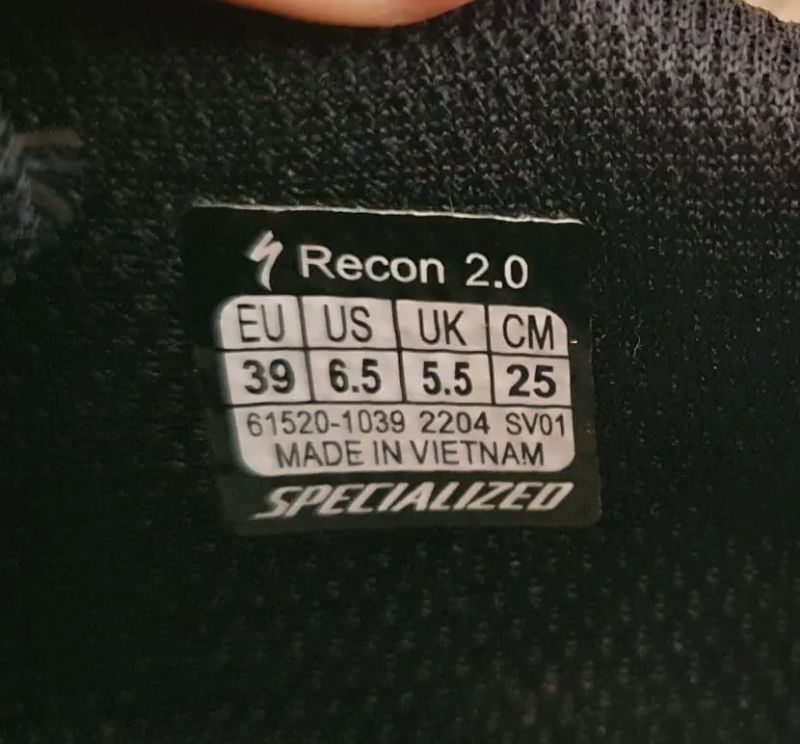 Recon 2.0
EU US UK CM
39 6.5 5.5 25
61520-1039 2204 SV01
MADE IN VIETNAM
SPECIALIZED